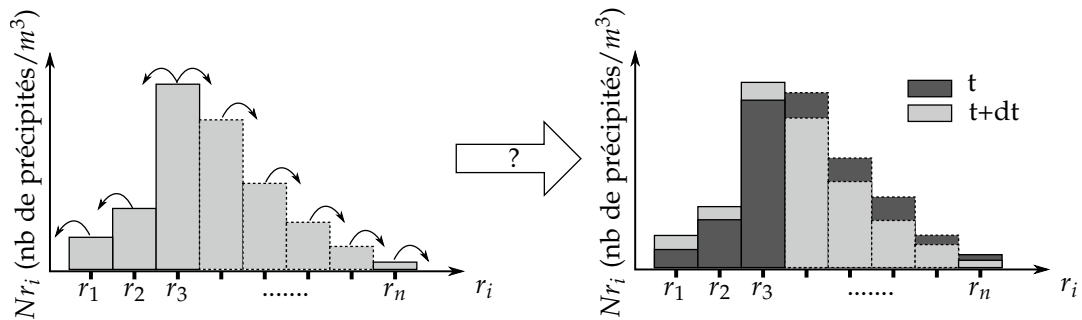 Nr_i (nb de précipités/m^3)
r_1 r_2 r_3 ....... r_n r_i
?
Nr_i (nb de précipités/m^3)
t
t+dt
r_1 r_2 r_3 ....... r_n r_i